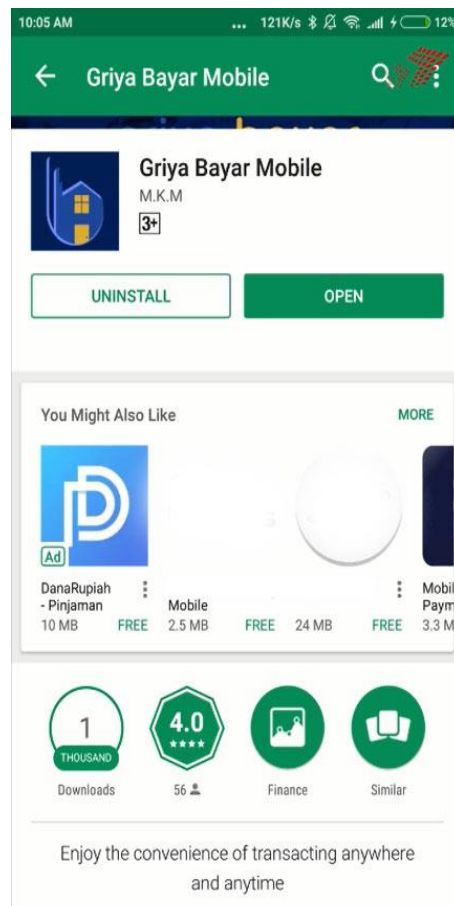 10:05 AM
... 121K/s 12%
Griya Bayar Mobile
Griya Bayar Mobile
M.K.M
3+
UNINSTALL
OPEN
You Might Also Like
MORE
Ad
DanaRupiah
- Pinjaman
10 MB FREE
Mobile
2.5 MB FREE
24 MB FREE
Mobil
Paym
3.3 M
1
THOUSAND
Downloads
4.0
56
Finance
Similar
Enjoy the convenience of transacting anywhere
and anytime